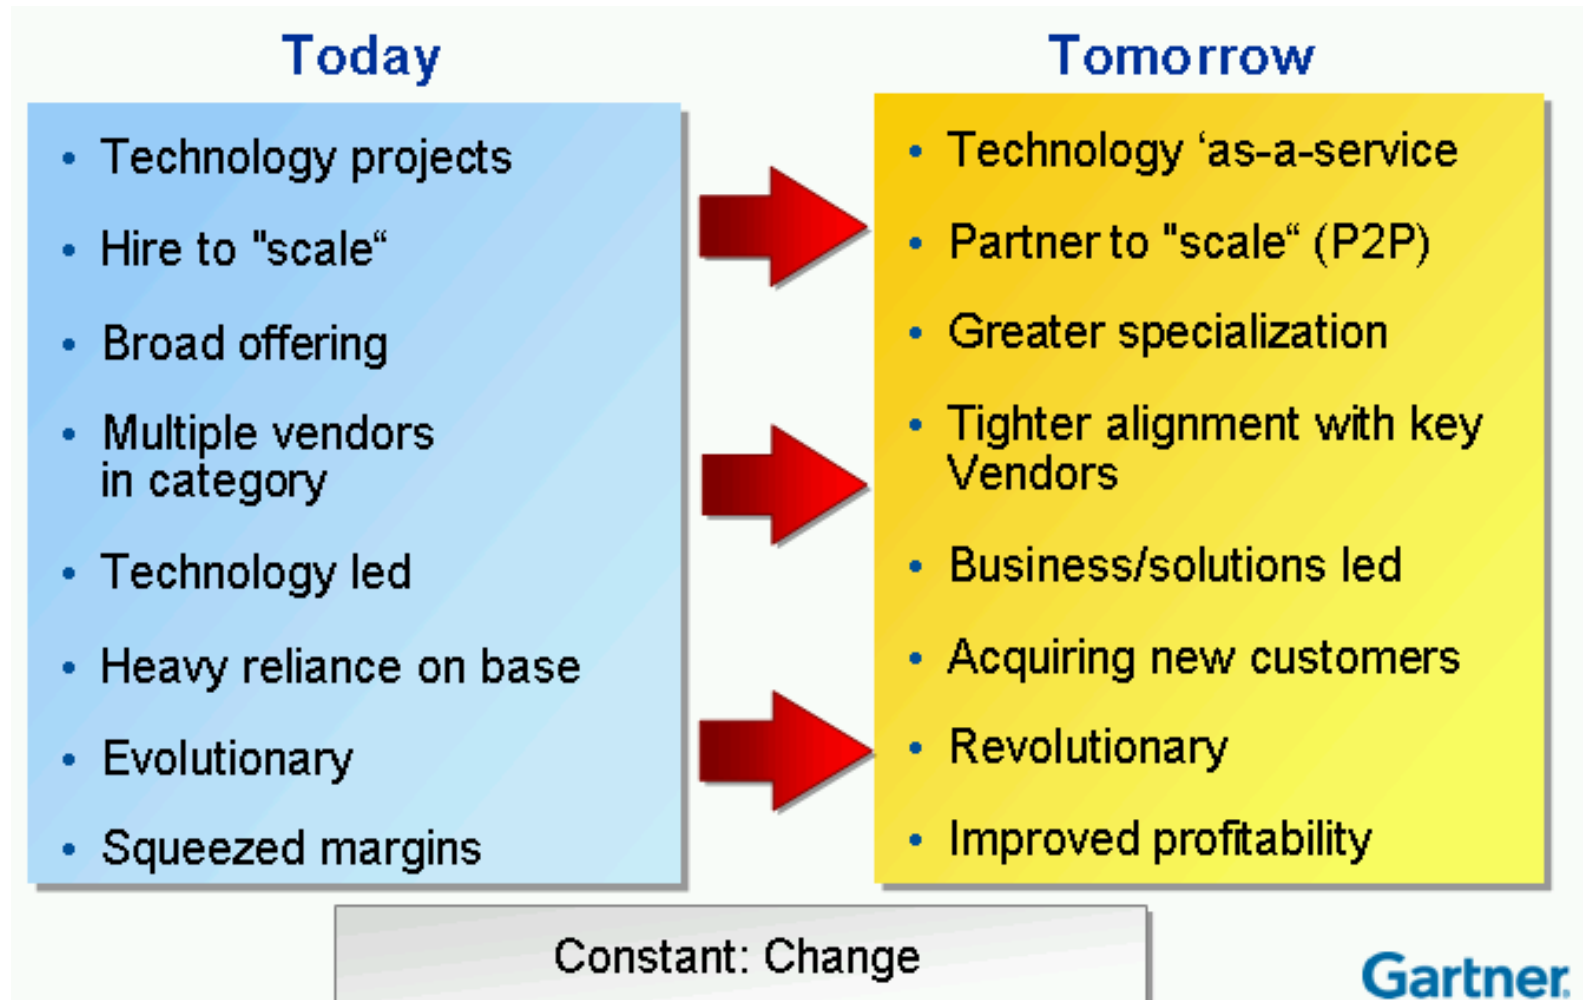 Today
• Technology projects
• Hire to "scale“
• Broad offering
• Multiple vendors
in category
• Technology led
• Heavy reliance on base
• Evolutionary
• Squeezed margins
Tomorrow
• Technology ‘as-a-service
• Partner to "scale“ (P2P)
• Greater specialization
• Tighter alignment with key
Vendors
• Business/solutions led
• Acquiring new customers
• Revolutionary
• Improved profitability
Constant: Change
Gartner.